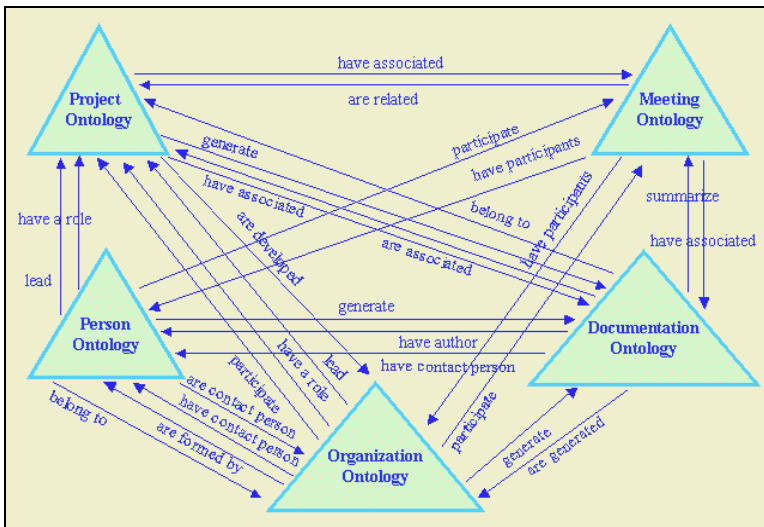 have associated
are related
Project
Ontology
Meeting
Ontology
generate
participate
have participants
have associated
belong to
have participants
summarize
have a role
are developed
are associated
have associated
lead
Person
Ontology
generate
Documentation
Ontology
have author
have contact person
participate
have a role
lead
are contact person
have contact person
belong to
are formed by
Organization
Ontology
participate
generate
are generated